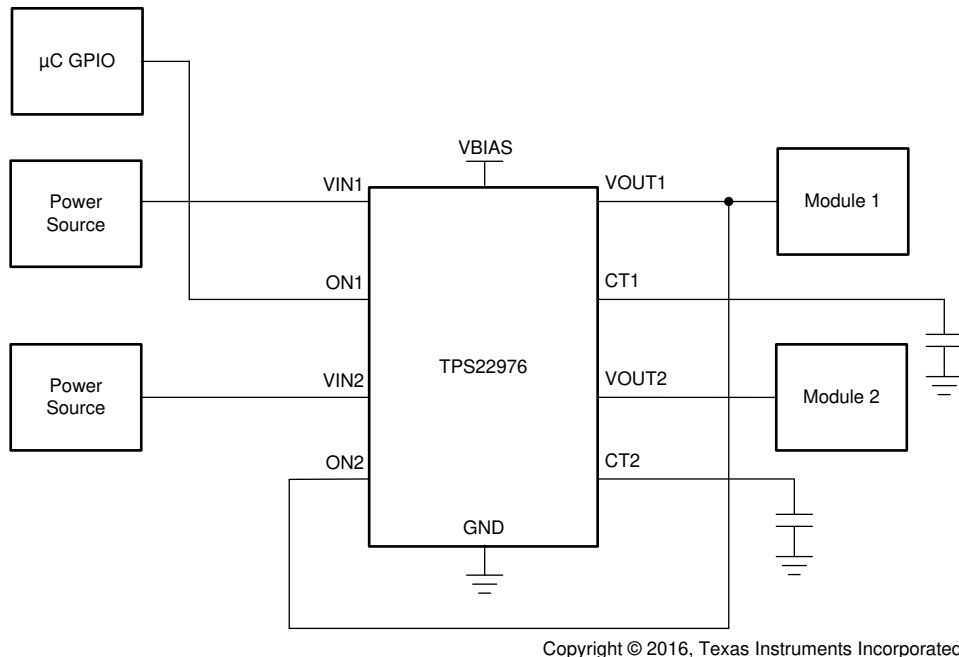 µC GPIO
VBIAS
VIN1
VOUT1
Power
Source
Module 1
ON1
CT1
TPS22976
Power
Source
VIN2
VOUT2
Module 2
ON2
CT2
GND
Copyright © 2016, Texas Instruments Incorporated